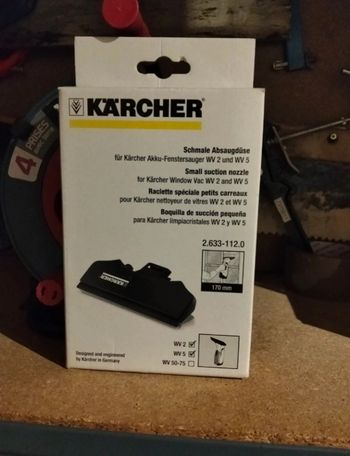 KÄRCHER
Schmale Absaugdüse
für Kärcher Akku-Fenstersauger WV 2 und WV 5
Small suction nozzle
for Kärcher Window Vac WV 2 and WV 5
Raclette spéciale petits carreaux
pour Kärcher nettoyeur de vitres WV 2 et WV 5
Boquilla de succión pequeña
para Kärcher limpiacristales WV 2 y WV 5
2.633-112.0
170 mm
KÄRCHER
WV 2
WV 5
WV 50-75
Designed and engineered
by Kärcher in Germany
4 PRISES